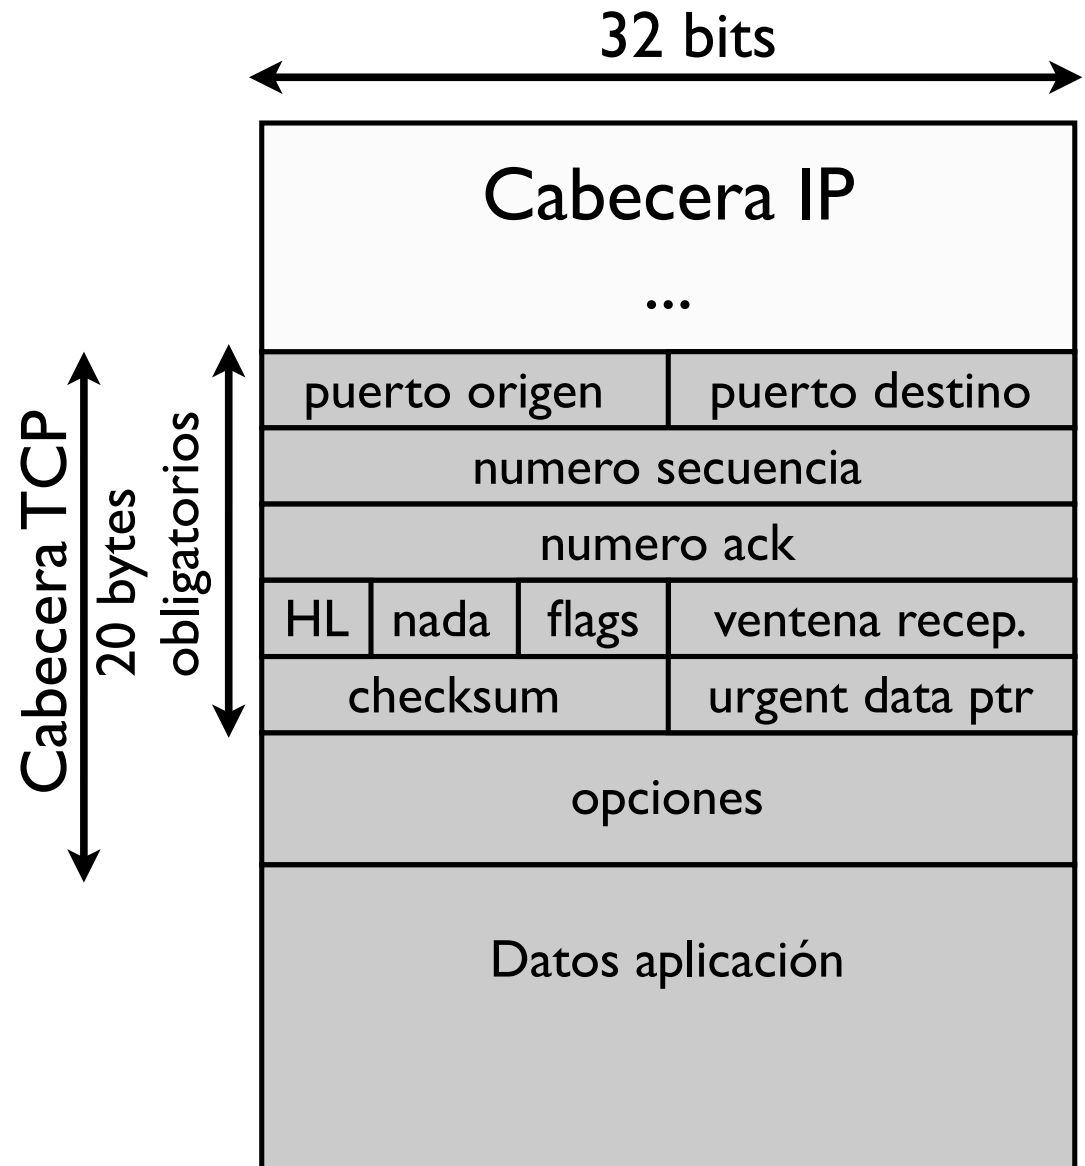 32 bits
Cabecera IP
...
puerto origen
puerto destino
numero secuencia
numero ack
HL
nada
flags
ventena recep.
checksum
urgent data ptr
opciones
Datos aplicación
Cabecera TCP
20 bytes
obligatorios